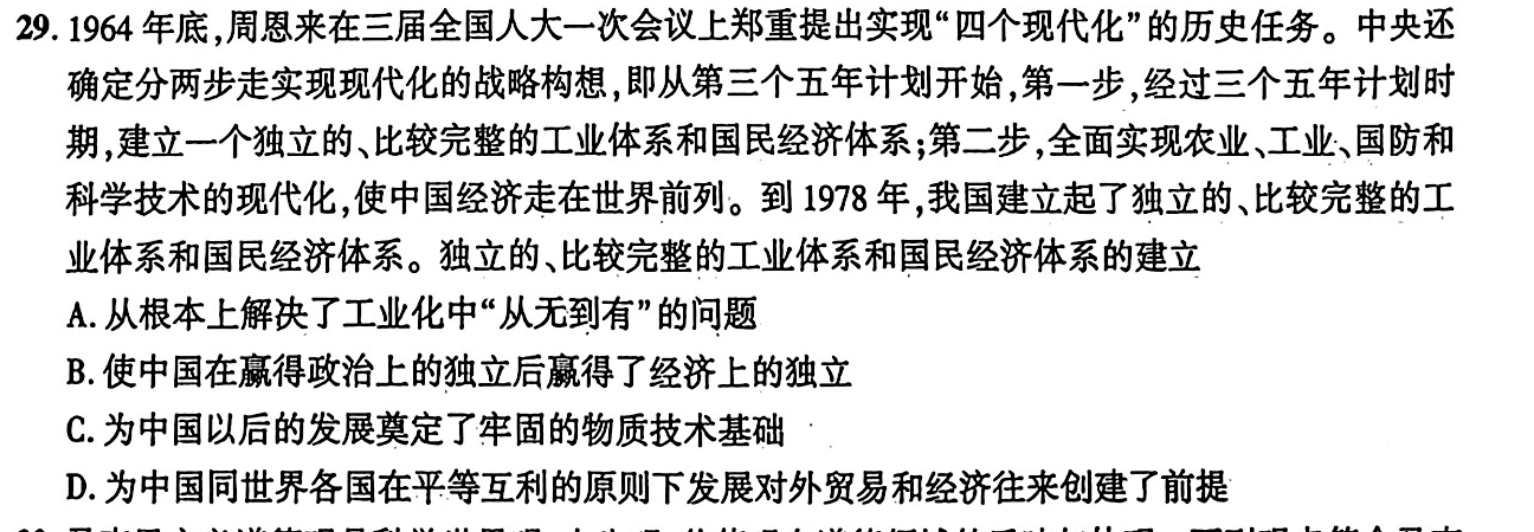 29. 1964 年底,周恩来在三届全国人大一次会议上郑重提出实现“四个现代化”的历史任务。中央还
确定分两步走实现现代化的战略构想,即从第三个五年计划开始,第一步,经过三个五年计划时
期,建立一个独立的、比较完整的工业体系和国民经济体系;第二步,全面实现农业、工业、国防和
科学技术的现代化,使中国经济走在世界前列。到 1978 年,我国建立起了独立的、比较完整的工
业体系和国民经济体系。独立的、比较完整的工业体系和国民经济体系的建立
A. 从根本上解决了工业化中“从无到有”的问题
B. 使中国在赢得政治上的独立后赢得了经济上的独立
C. 为中国以后的发展奠定了牢固的物质技术基础
D. 为中国同世界各国在平等互利的原则下发展对外贸易和经济往来创建了前提